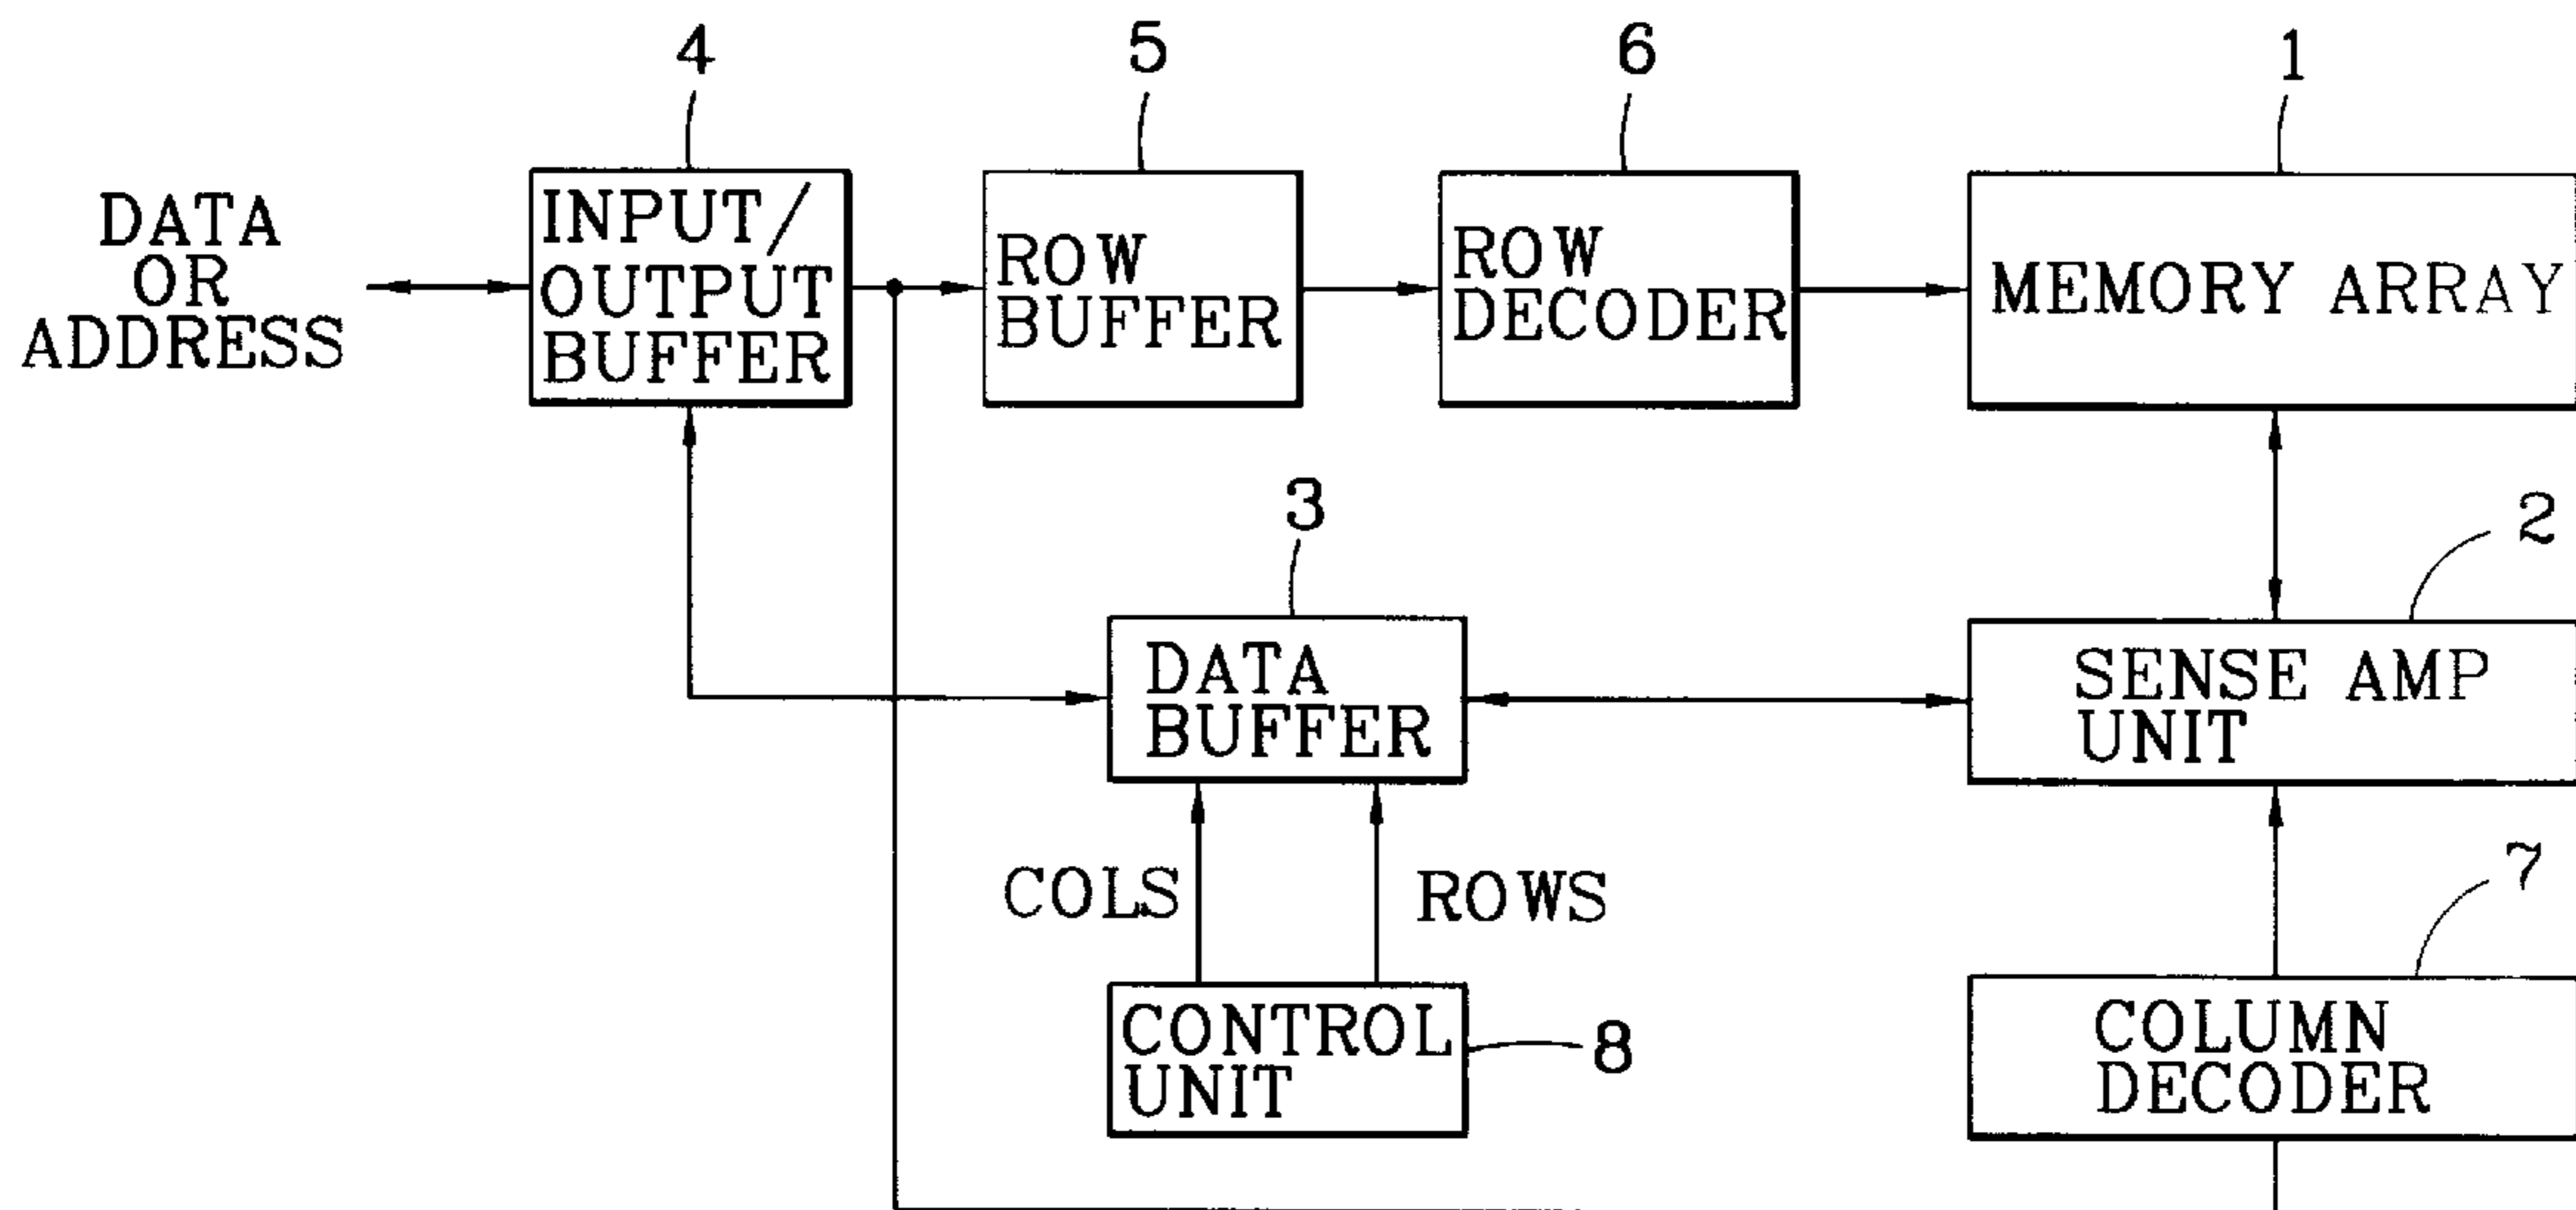 4
5
6
1
DATA
OR
ADDRESS
INPUT/
OUTPUT
BUFFER
ROW
BUFFER
ROW
DECODER
MEMORY ARRAY
3
2
DATA
BUFFER
SENSE AMP
UNIT
COLS
ROWS
7
CONTROL
UNIT
8
COLUMN
DECODER